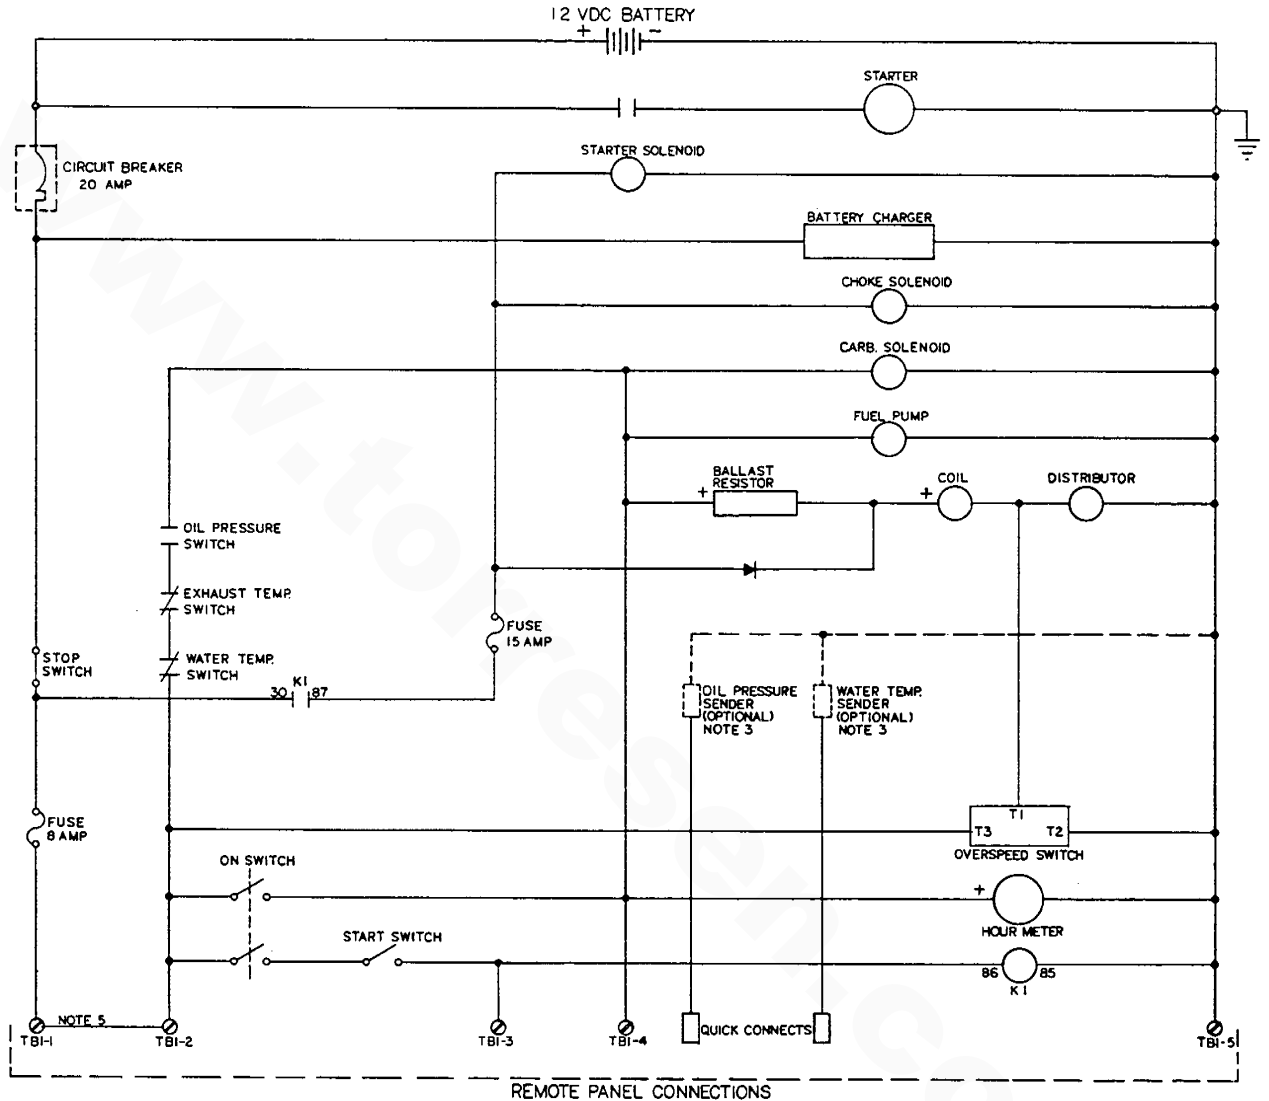 12 VDC BATTERY
+ -
STARTER
STARTER SOLENOID
CIRCUIT BREAKER
20 AMP
BATTERY CHARGER
CHOKE SOLENOID
CARB. SOLENOID
FUEL PUMP
BALLAST
RESISTOR
+
COIL
+
DISTRIBUTOR
OIL PRESSURE
SWITCH
EXHAUST TEMP.
SWITCH
WATER TEMP.
SWITCH
FUSE
15 AMP
STOP
SWITCH
K1
30 87
OIL PRESSURE
SENDER
(OPTIONAL)
NOTE 3
WATER TEMP.
SENDER
(OPTIONAL)
NOTE 3
FUSE
8 AMP
T1
T3 T2
OVERSPEED SWITCH
ON SWITCH
+
HOUR METER
START SWITCH
86 85
K1
NOTE 5
QUICK CONNECTS
TB1-1 TB1-2 TB1-3 TB1-4 TB1-5
REMOTE PANEL CONNECTIONS
www.torresen.co